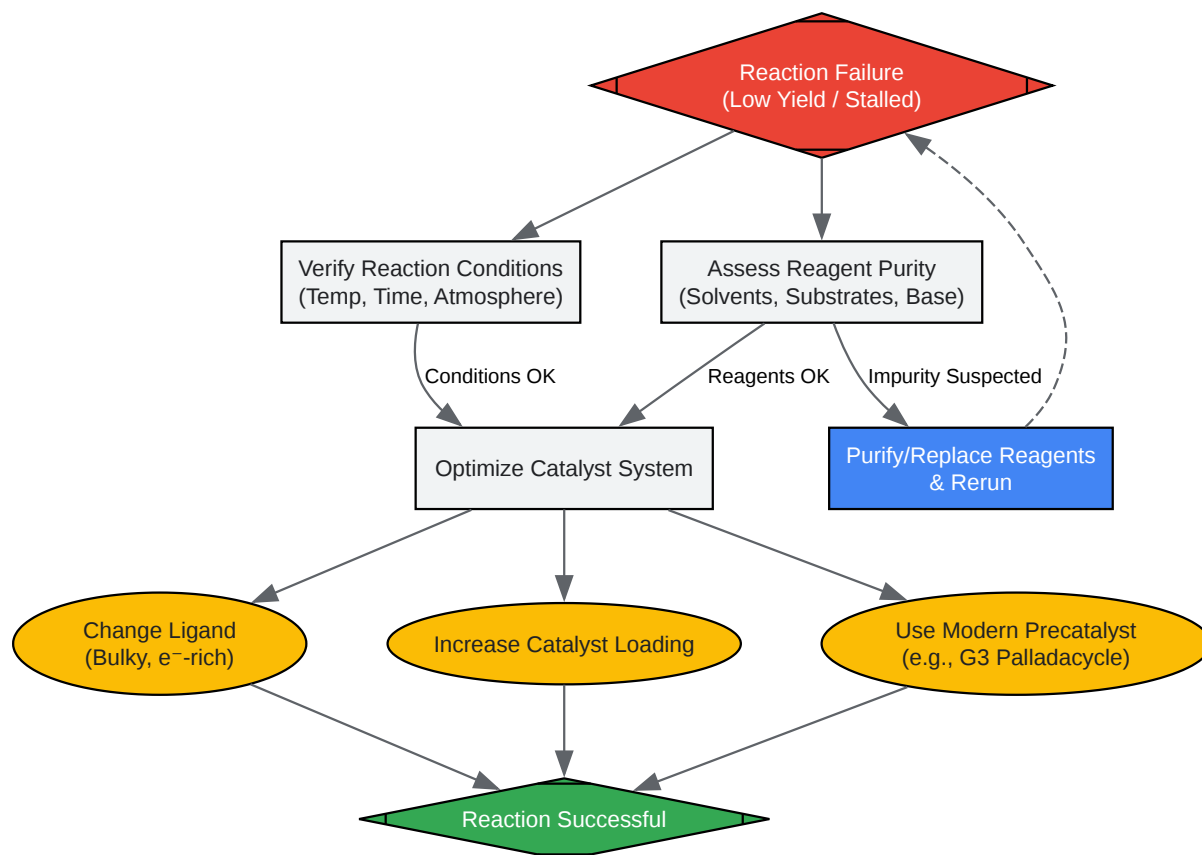 Reaction Failure
(Low Yield / Stalled)
Verify Reaction Conditions
(Temp, Time, Atmosphere)
Assess Reagent Purity
(Solvents, Substrates, Base)
Conditions OK
Reagents OK
Impurity Suspected
Optimize Catalyst System
Purify/Replace Reagents
& Rerun
Change Ligand
(Bulky, e⁻-rich)
Increase Catalyst Loading
Use Modern Precatalyst
(e.g., G3 Palladacycle)
Reaction Successful